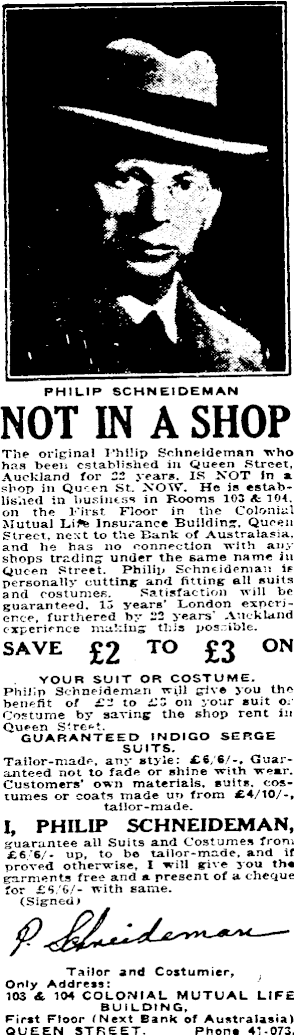 PHILIP SCHNEIDEMAN
NOT IN A SHOP
The original Philip Schneideman who
has been established in Queen Street,
Auckland for 22 years, IS NOT in a
shop in Queen St. NOW. He is estab-
lished in business in Rooms 103 & 104,
on the First Floor in the Colonial
Mutual Life Insurance Building, Queen
Street, next to the Bank of Australasia,
and he has no connection with any
shops trading under the same name in
Queen Street. Philip Schneideman is
personally cutting and fitting all suits
and costumes. Satisfaction will be
guaranteed. 15 years' London experi-
ence, furthered by 22 years' Auckland
experience making this possible.
SAVE £2 TO £3 ON
YOUR SUIT OR COSTUME.
Philip Schneideman will give you the
benefit of £2 to £3 on your suit or
Costume by saving the shop rent in
Queen Street.
GUARANTEED INDIGO SERGE
SUITS.
Tailor-made, any style; £6/6/-, Guar-
anteed not to fade or shine with wear.
Customers' own materials, suits, cos-
tumes or coats made up from £4/10/-,
tailor-made.
I, PHILIP SCHNEIDEMAN,
guarantee all Suits and Costumes from
£6/6/- up, to be tailor-made, and if
proved otherwise, I will give you the
garments free and a present of a cheque
for £6/6/- with same.
(Signed)
P. Schneideman
Tailor and Costumier,
Only Address:
103 & 104 COLONIAL MUTUAL LIFE
BUILDING,
First Floor (Next Bank of Australasia)
QUEEN STREET. Phone 41-073.